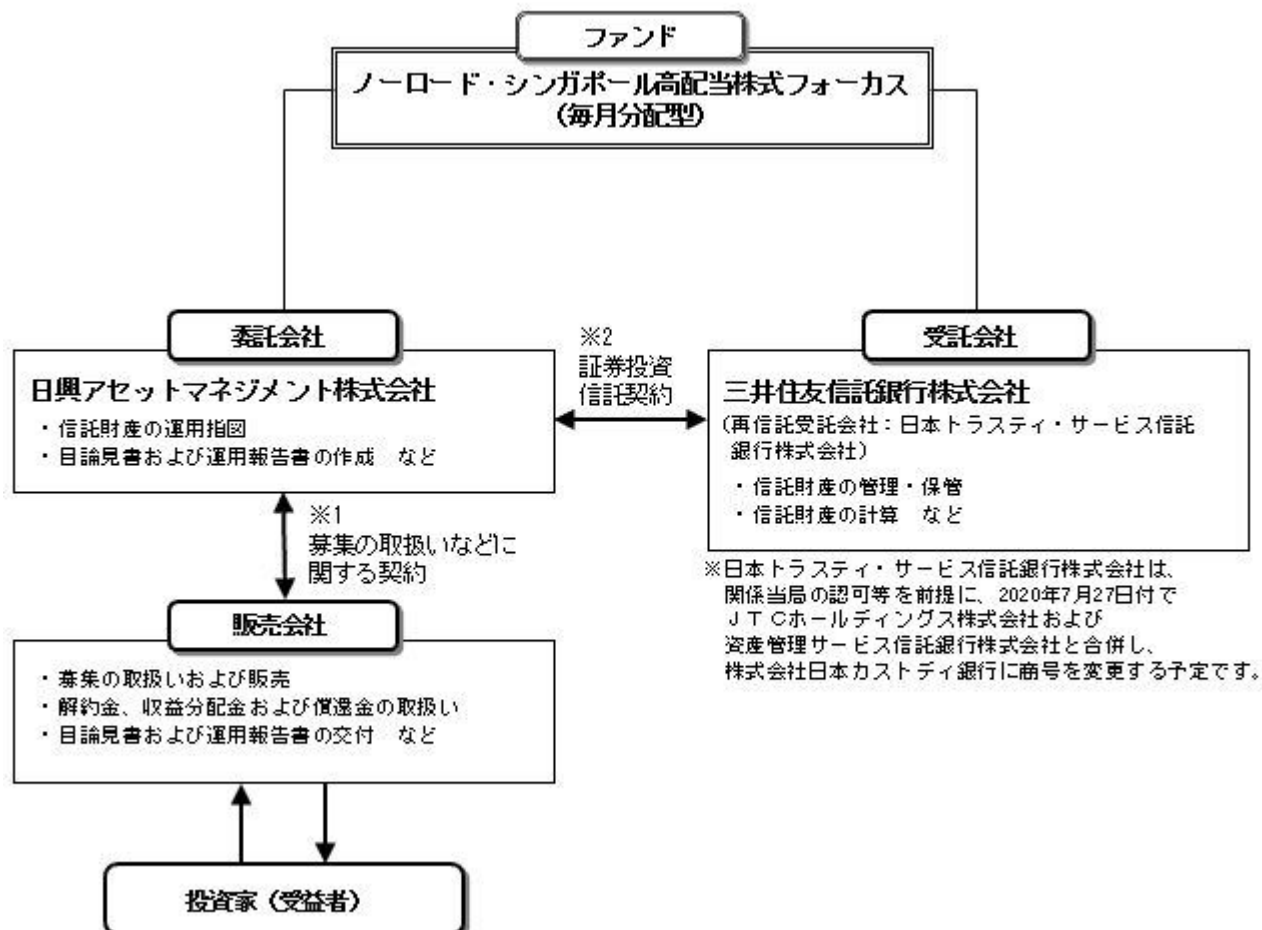 ファンド
ノーロード・シンガポール高配当株式フォーカス
（毎月分配型）
委託会社
日興アセットマネジメント株式会社
・信託財産の運用指図
・目論見書および運用報告書の作成　など
※2
証券投資
信託契約
受託会社
三井住友信託銀行株式会社
（再信託受託会社：日本トラスティ・サービス信託
銀行株式会社）
・信託財産の管理・保管
・信託財産の計算　など
※日本トラスティ・サービス信託銀行株式会社は、
関係当局の認可等を前提に、2020年7月27日付で
ＪＴＣホールディングス株式会社および
資産管理サービス信託銀行株式会社と合併し、
株式会社日本カストディ銀行に商号を変更する予定です。
※1
募集の取扱いなどに
関する契約
販売会社
・募集の取扱いおよび販売
・解約金、収益分配金および償還金の取扱い
・目論見書および運用報告書の交付　など
投資家（受益者）